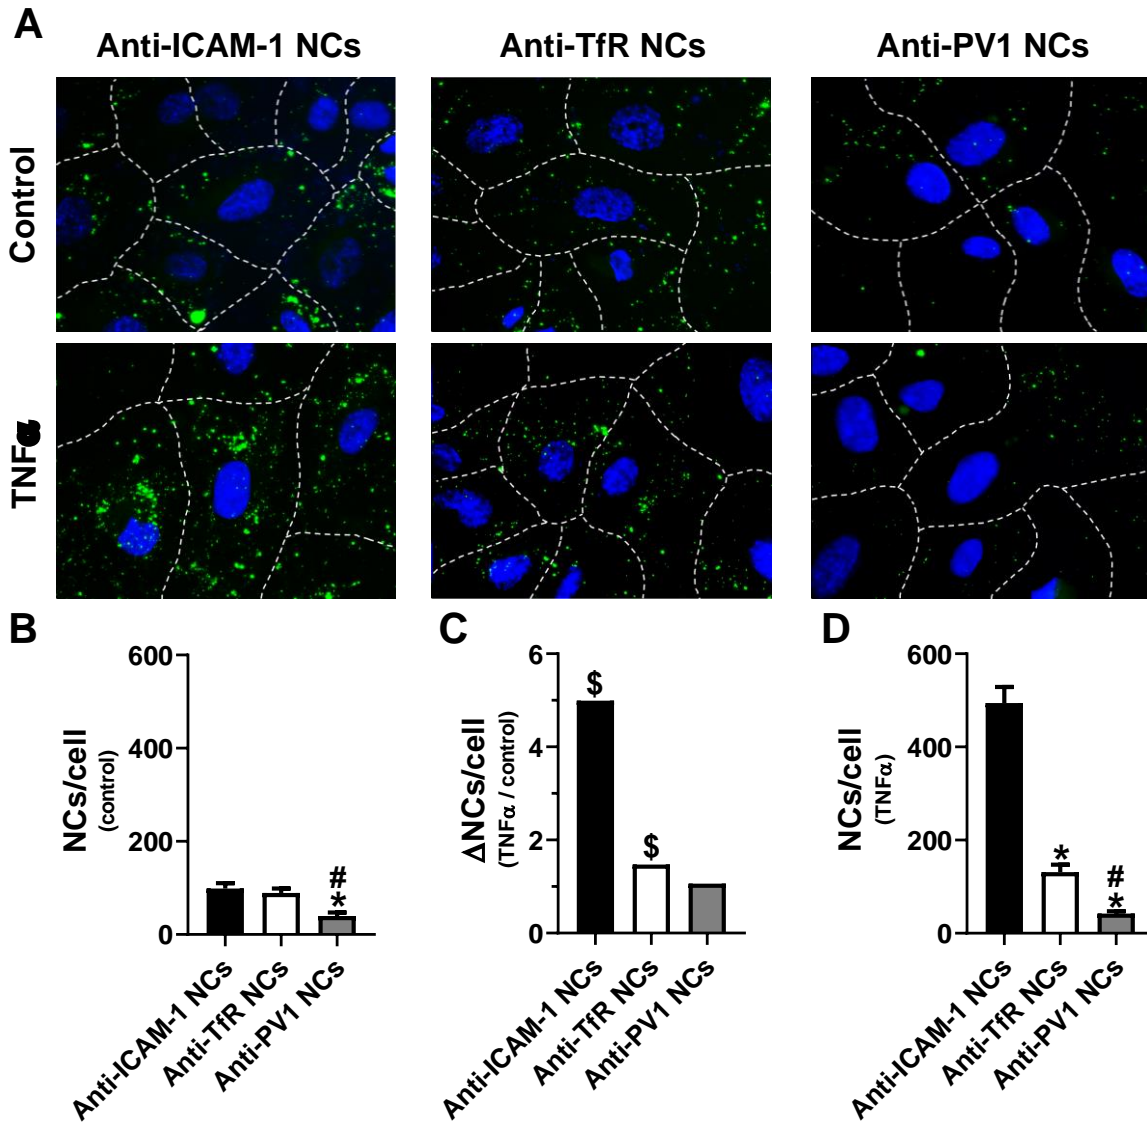 A
Anti-ICAM-1 NCs
Anti-TfR NCs
Anti-PV1 NCs
Control
TNFα
B
600
400
200
0
NCs/cell
(control)
#
*
Anti-ICAM-1 NCs
Anti-TfR NCs
Anti-PV1 NCs
C
6
4
2
0
ΔNCs/cell
(TNFα / control)
$
$
Anti-ICAM-1 NCs
Anti-TfR NCs
Anti-PV1 NCs
D
600
400
200
0
NCs/cell
(TNFα)
*
#
*
Anti-ICAM-1 NCs
Anti-TfR NCs
Anti-PV1 NCs